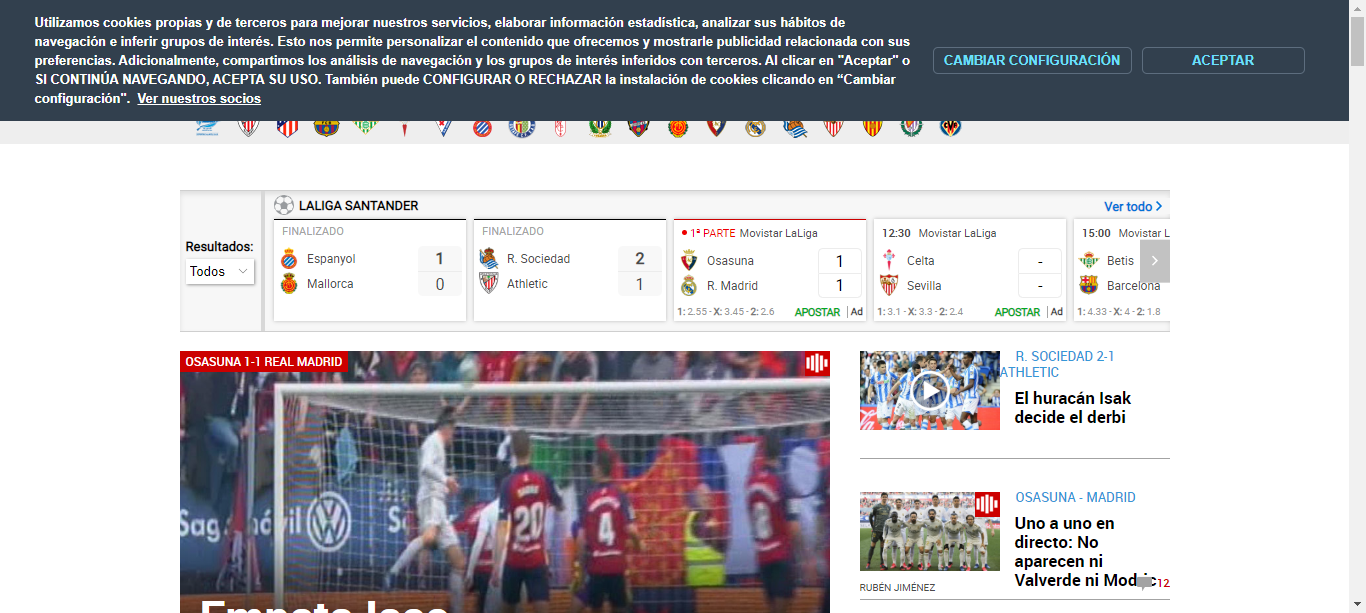 Utilizamos cookies propias y de terceros para mejorar nuestros servicios, elaborar información estadística, analizar sus hábitos de
navegación e inferir grupos de interés. Esto nos permite personalizar el contenido que ofrecemos y mostrarle publicidad relacionada con sus
preferencias. Adicionalmente, compartimos los análisis de navegación y los grupos de interés inferidos con terceros. Al clicar en "Aceptar" o
SI CONTINÚA NAVEGANDO, ACEPTA SU USO. También puede CONFIGURAR O RECHAZAR la instalación de cookies clicando en “Cambiar
configuración". Ver nuestros socios
CAMBIAR CONFIGURACIÓN
ACEPTAR
Resultados:
Todos
LALIGA SANTANDER
Ver todo
FINALIZADO
Espanyol 1
Mallorca 0
FINALIZADO
R. Sociedad 2
Athletic 1
1ª PARTE Movistar LaLiga
Osasuna 1
R. Madrid 1
1: 2.55 - X: 3.45 - 2: 2.6 APOSTAR | Ad
12:30 Movistar LaLiga
Celta -
Sevilla -
1: 3.1 - X: 3.3 - 2: 2.4 APOSTAR | Ad
15:00 Movistar L
Betis
Barcelona
1: 4.33 - X: 4 - 2: 1.8
OSASUNA 1-1 REAL MADRID
20
4
8
R. SOCIEDAD 2-1
ATHLETIC
El huracán Isak
decide el derbi
OSASUNA - MADRID
Uno a uno en
directo: No
aparecen ni
Valverde ni Modric
12
RUBÉN JIMÉNEZ